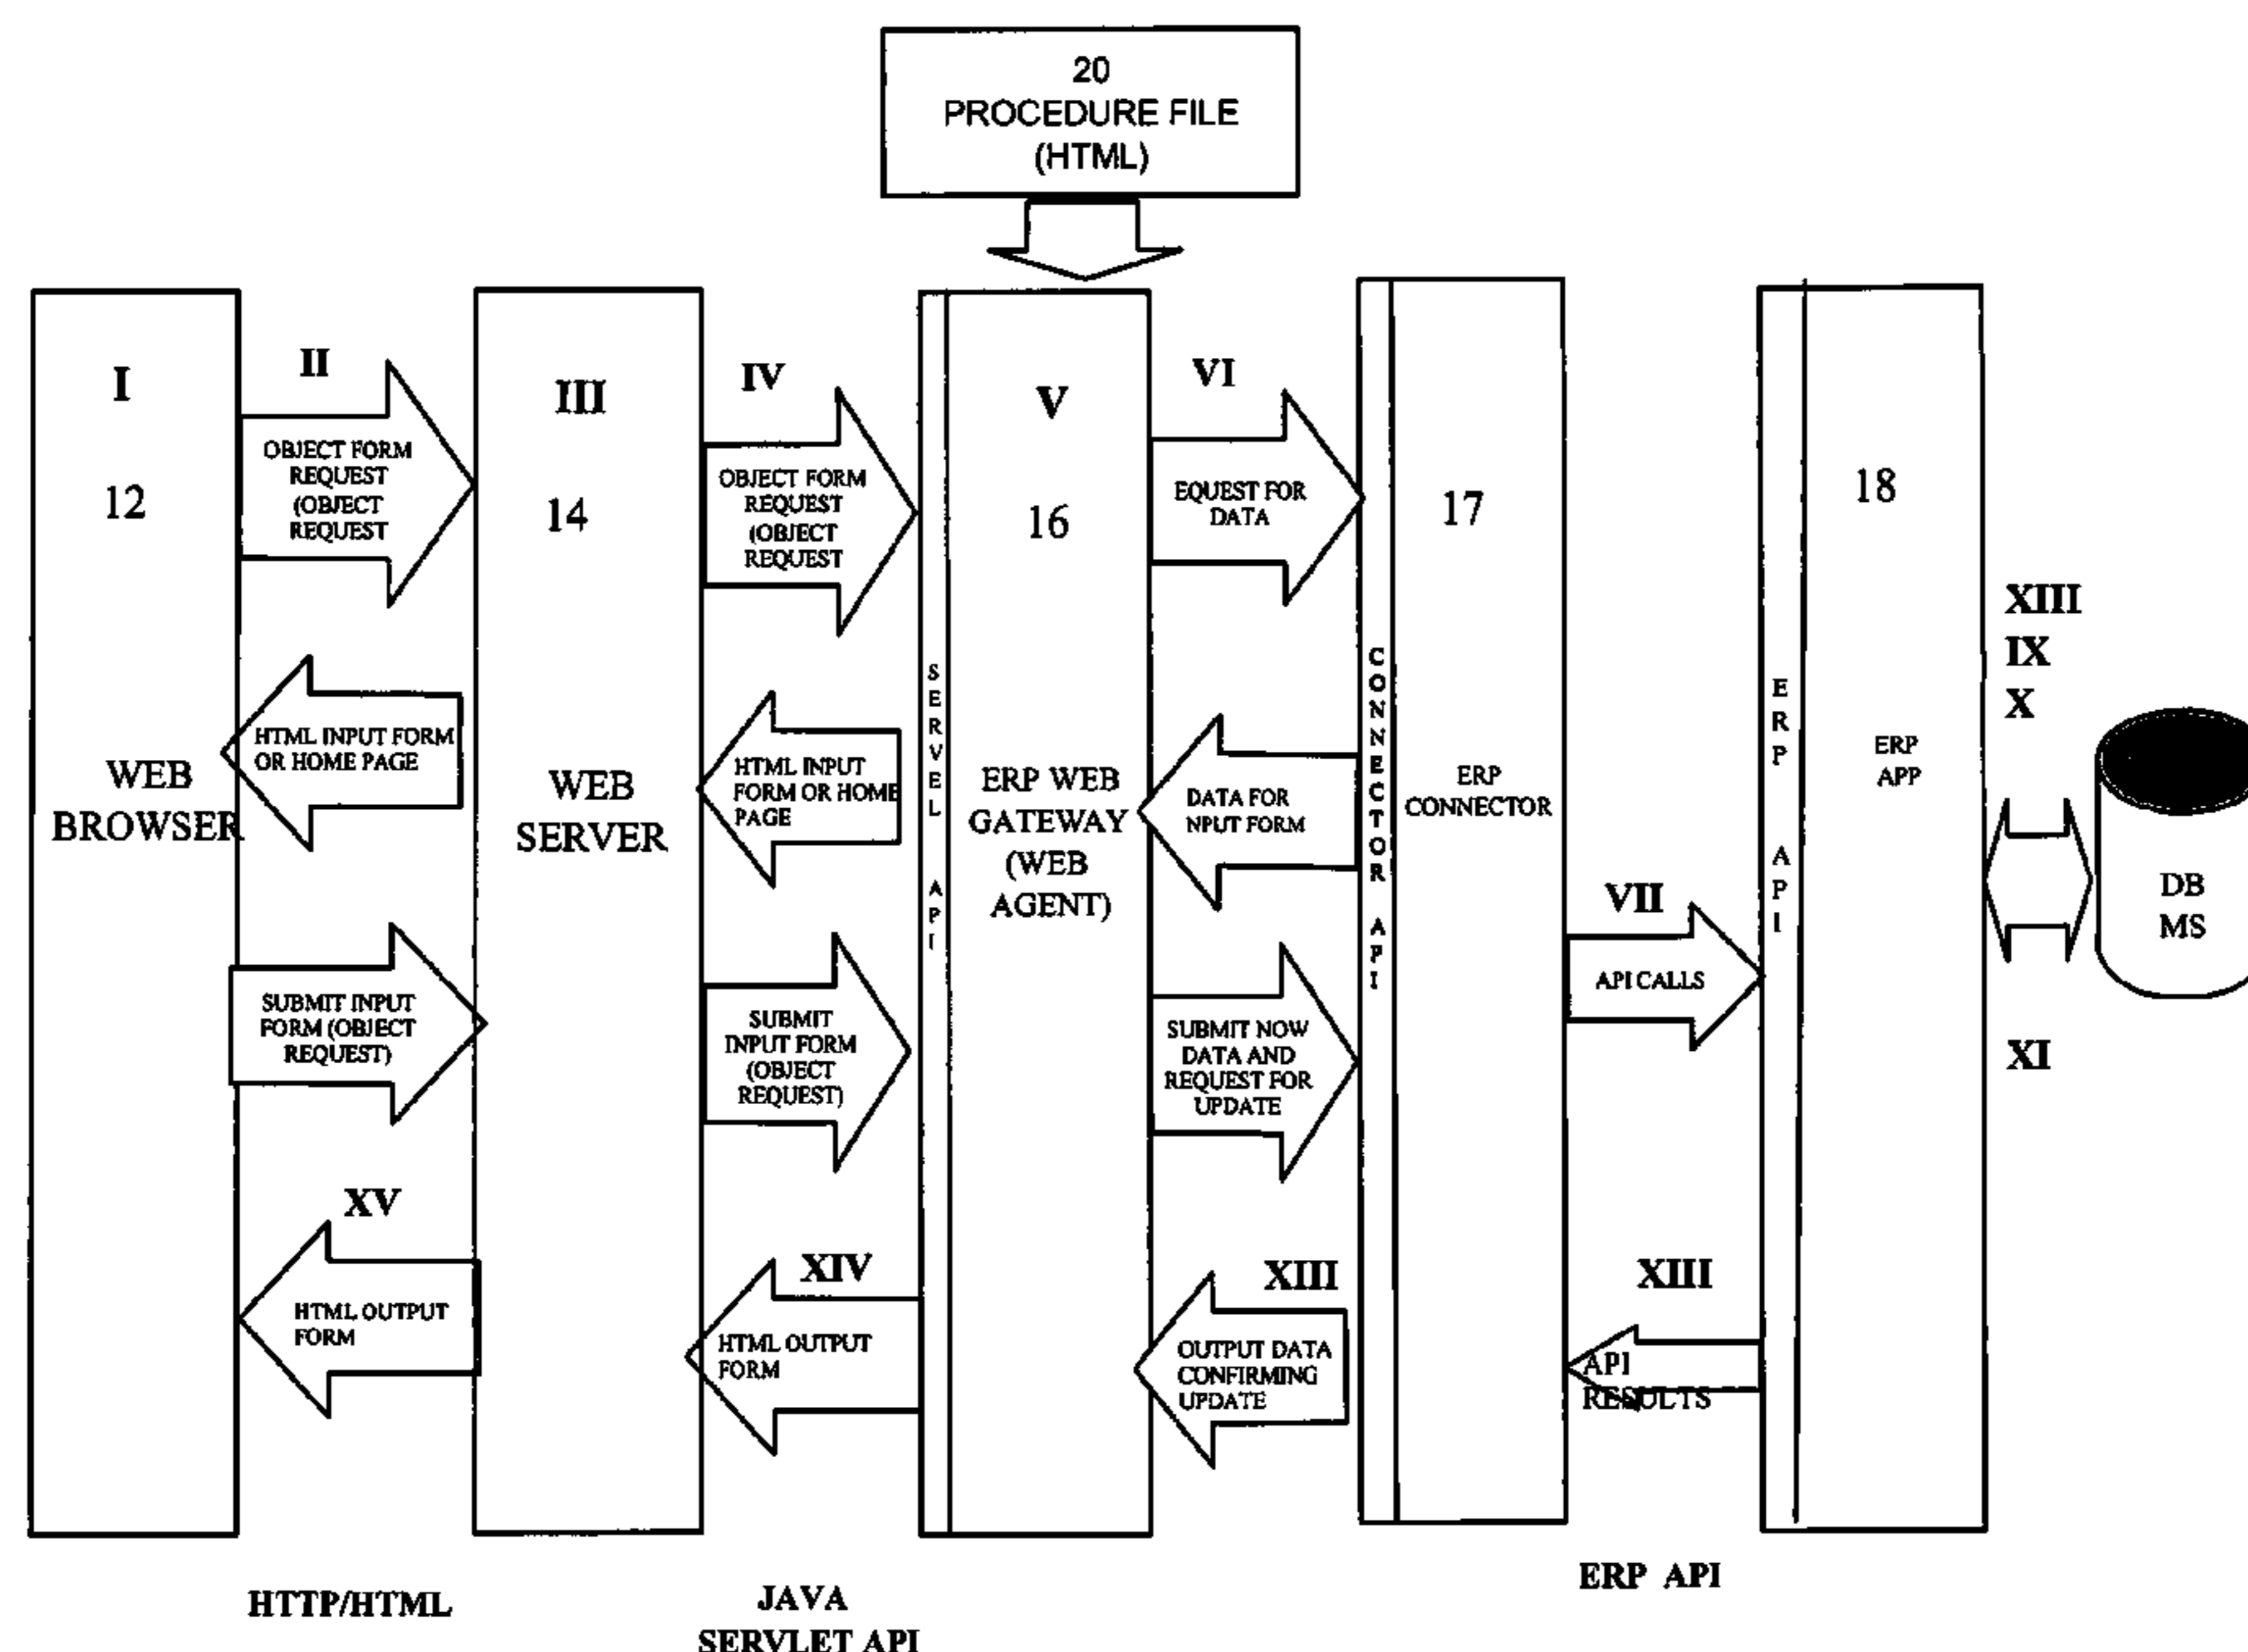 20
PROCEDURE FILE
(HTML)
I
12
WEB
BROWSER
II
OBJECT FORM
REQUEST
(OBJECT
REQUEST
HTML INPUT FORM
OR HOME PAGE
SUBMIT INPUT
FORM (OBJECT
REQUEST)
XV
HTML OUTPUT
FORM
III
14
WEB
SERVER
IV
OBJECT FORM
REQUEST
(OBJECT
REQUEST
HTML INPUT
FORM OR HOME
PAGE
SUBMIT
INPUT FORM
(OBJECT
REQUEST)
XIV
HTML OUTPUT
FORM
SERVEL API
V
16
ERP WEB
GATEWAY
(WEB
AGENT)
VI
EQUEST FOR
DATA
DATA FOR
NPUT FORM
SUBMIT NOW
DATA AND
REQUEST FOR
UPDATE
XIII
OUTPUT DATA
CONFIRMING
UPDATE
CONNECTOR API
17
ERP
CONNECTOR
VII
API CALLS
XIII
API
RESULTS
ERP API
18
ERP
APP
XIII
IX
X
DB
MS
XI
HTTP/HTML
JAVA
SERVLET API
ERP API